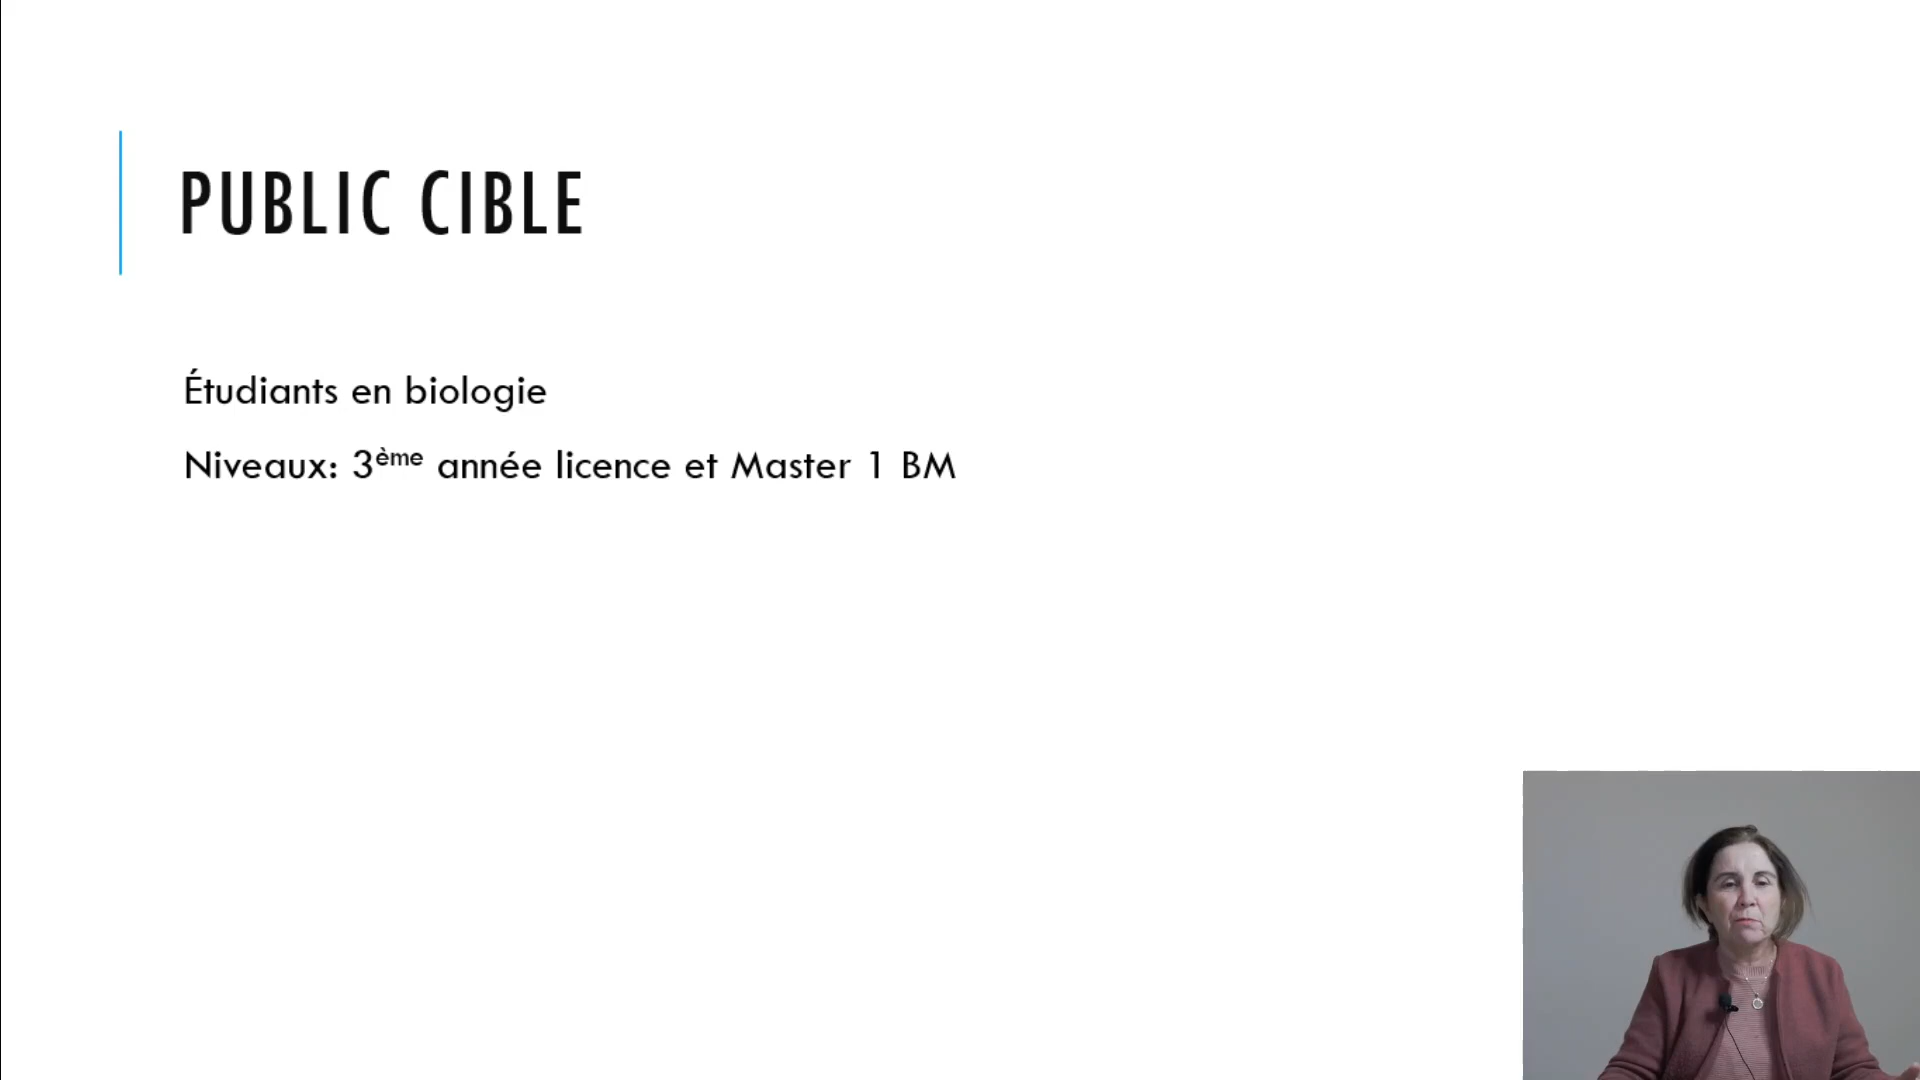 PUBLIC CIBLE
Étudiants en biologie
Niveaux: 3ème année licence et Master 1 BM